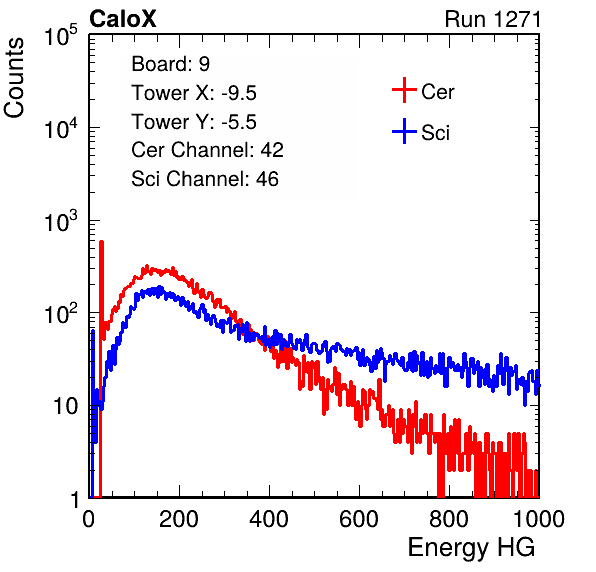 CaloX Run 1271
Counts
10^5
10^4
10^3
10^2
10
1
Board: 9
Tower X: -9.5
Tower Y: -5.5
Cer Channel: 42
Sci Channel: 46
Cer
Sci
0 200 400 600 800 1000
Energy HG